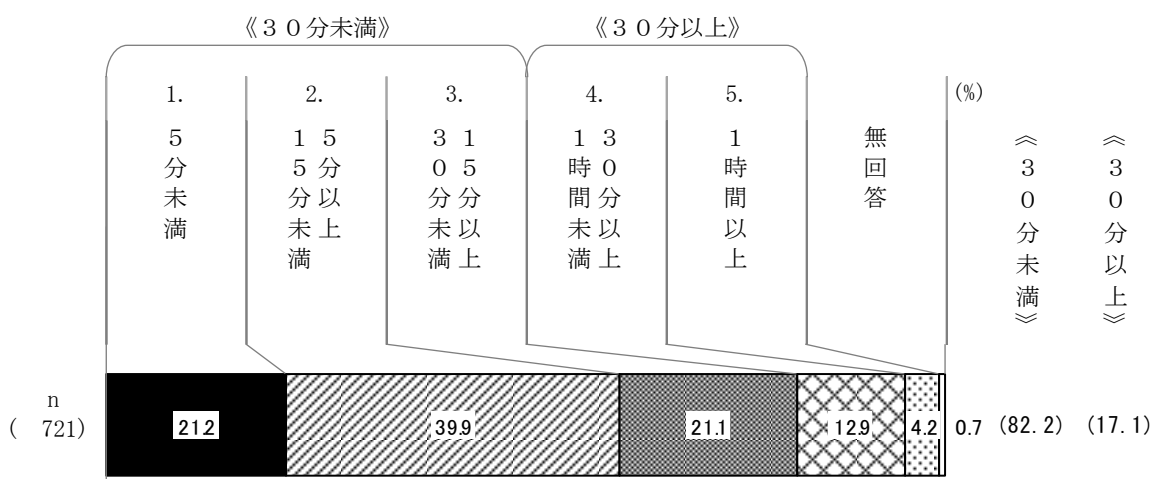 《３０分未満》 《３０分以上》
1. 2. 3. 4. 5. (%)
５分未満
５分以上
１５分未満
１５分以上
３０分未満
３０分以上
１時間未満
１時間以上
無回答
《３０分未満》
《３０分以上》
n
( 721)
21.2 39.9 21.1 12.9 4.2 0.7 (82.2) (17.1)